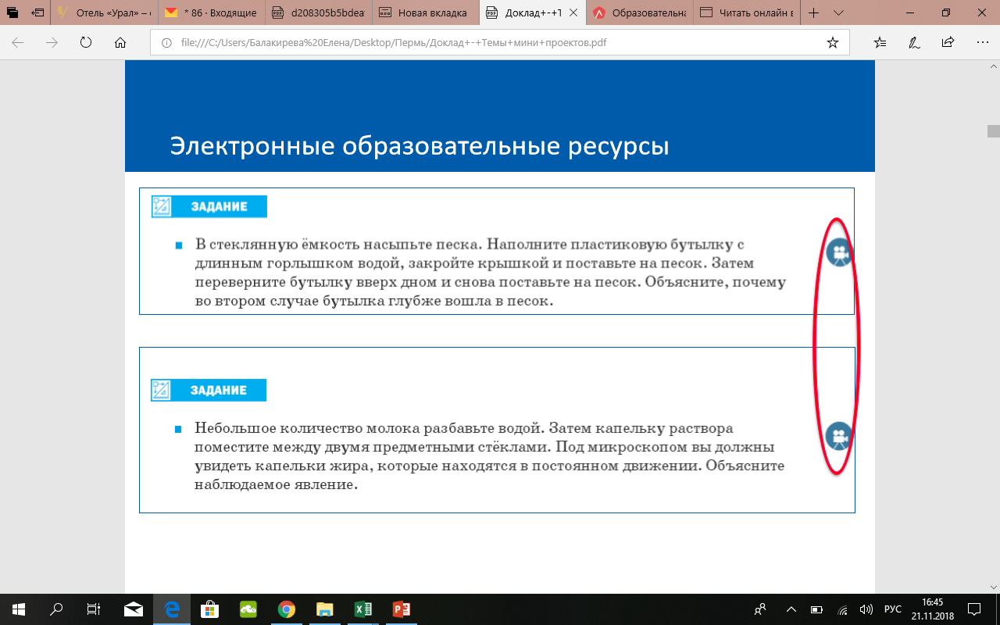 Отель «Урал» – с
* 86 · Входящие
d208305b5bdea
Новая вкладка
Доклад+-+Т
Образовательна
Читать онлайн в
file:///C:/Users/Балакирева%20Елена/Desktop/Пермь/Доклад+-+Темы+мини+проектов.pdf
Электронные образовательные ресурсы
ЗАДАНИЕ
В стеклянную ёмкость насыпьте песка. Наполните пластиковую бутылку с
длинным горлышком водой, закройте крышкой и поставьте на песок. Затем
переверните бутылку вверх дном и снова поставьте на песок. Объясните, почему
во втором случае бутылка глубже вошла в песок.
ЗАДАНИЕ
Небольшое количество молока разбавьте водой. Затем капельку раствора
поместите между двумя предметными стёклами. Под микроскопом вы должны
увидеть капельки жира, которые находятся в постоянном движении. Объясните
наблюдаемое явление.
РУС
16:45
21.11.2018